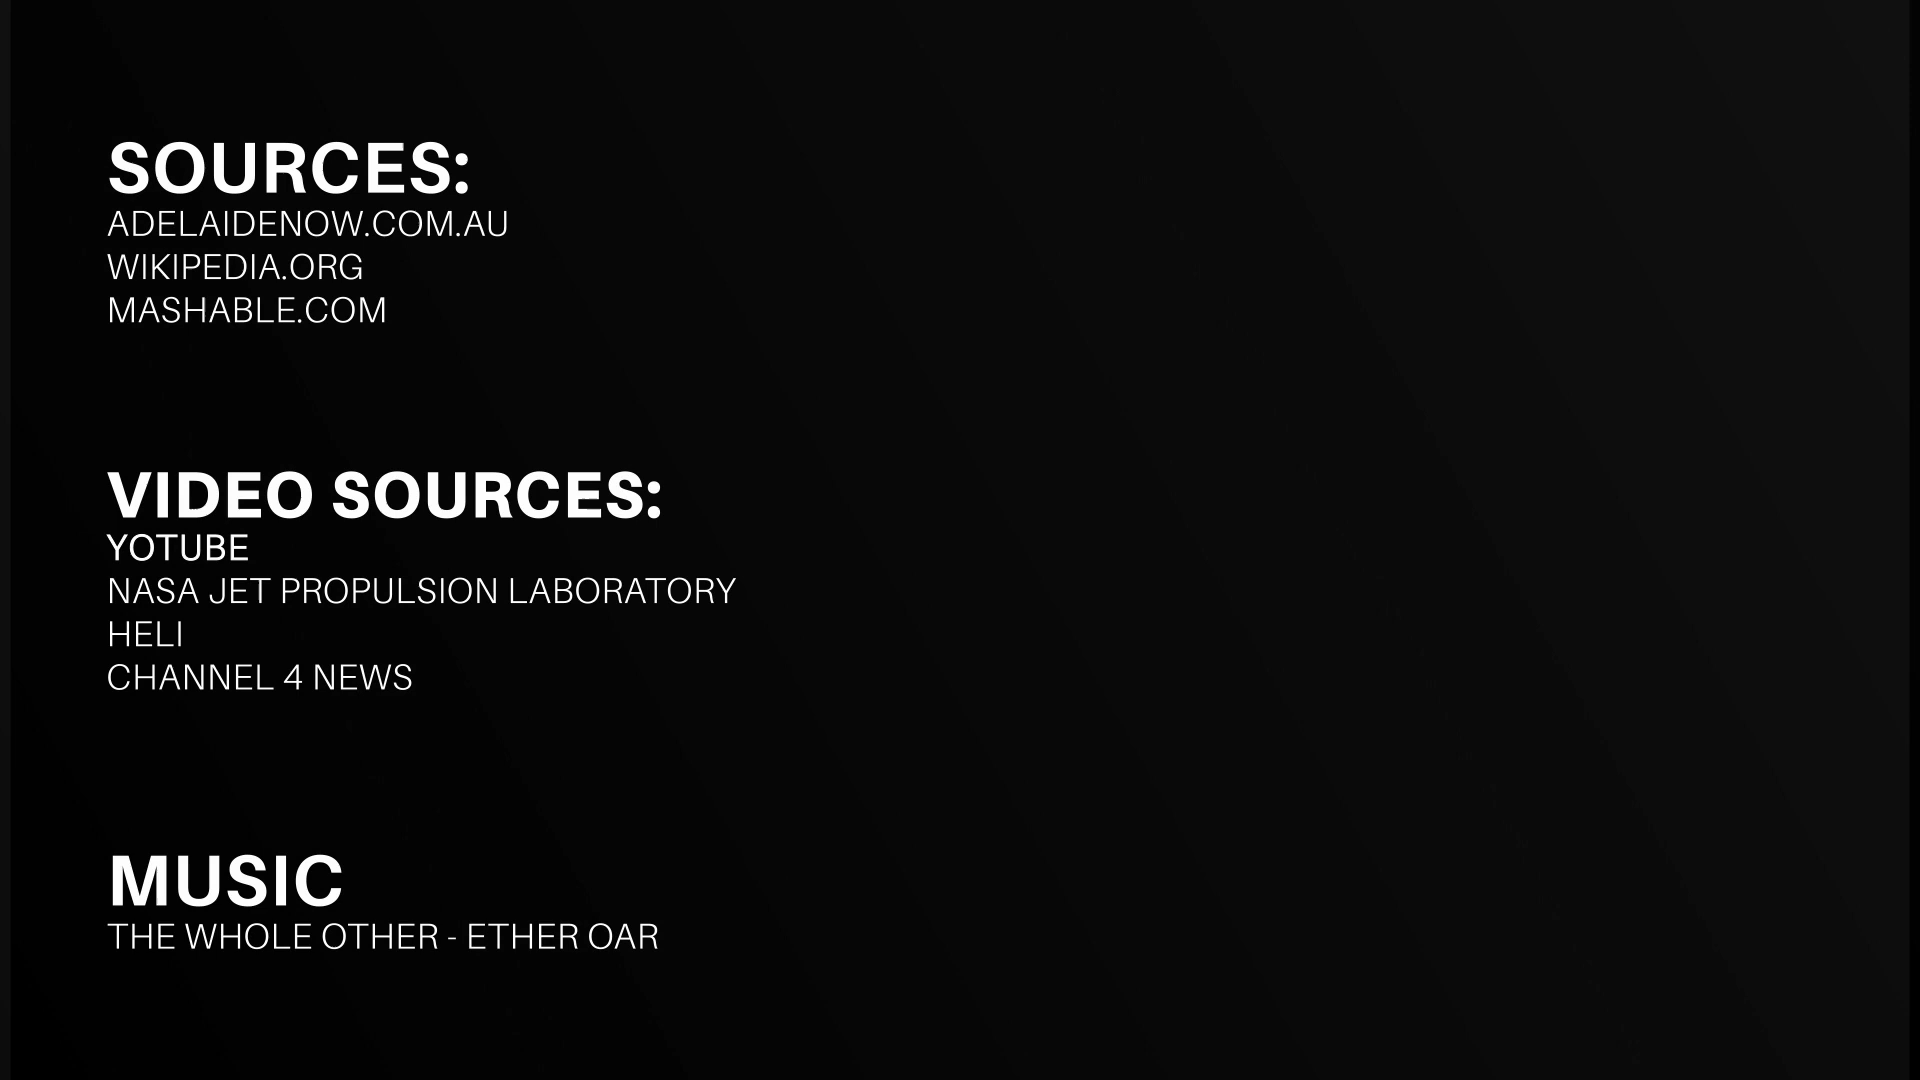 SOURCES:
ADELAIDENOW.COM.AU
WIKIPEDIA.ORG
MASHABLE.COM
VIDEO SOURCES:
YOTUBE
NASA JET PROPULSION LABORATORY
HELI
CHANNEL 4 NEWS
MUSIC
THE WHOLE OTHER - ETHER OAR